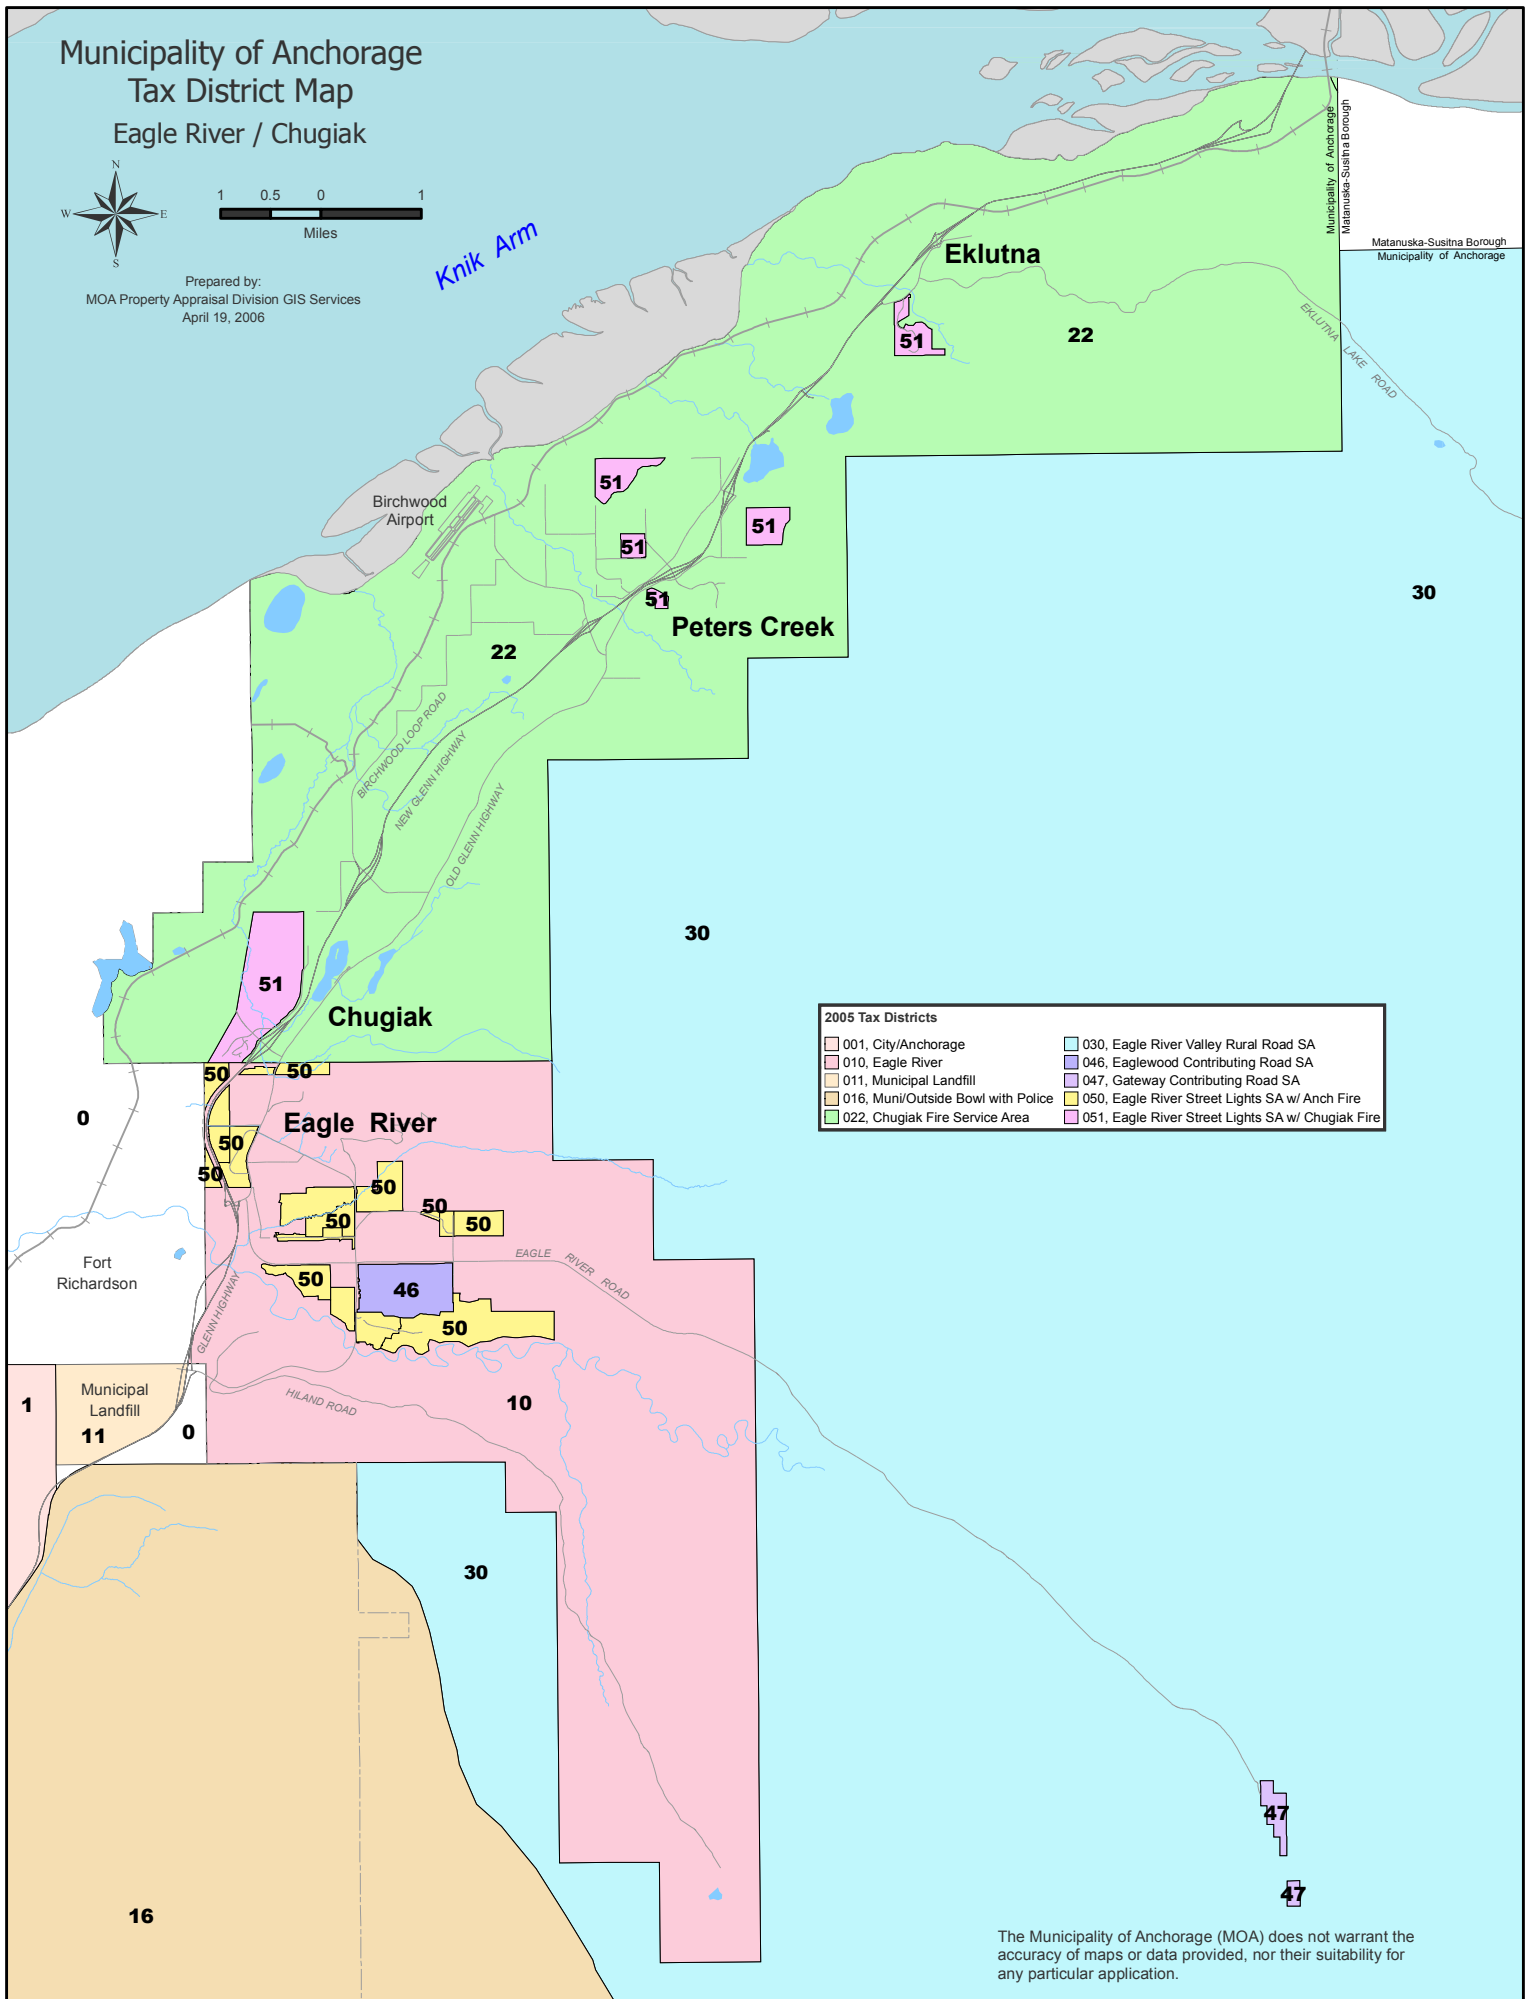 Municipality of Anchorage
Tax District Map
Eagle River / Chugiak
N
W
E
S
1
0.5
0
1
Miles
Prepared by:
MOA Property Appraisal Division GIS Services
April 19, 2006
Knik Arm
Municipality of Anchorage
Matanuska-Susitna Borough
Matanuska-Susitna Borough
Municipality of Anchorage
Eklutna
EKLUTNA LAKE ROAD
51
22
Birchwood
Airport
51
51
51
51
Peters Creek
30
22
BIRCHWOOD LOOP ROAD
NEW GLENN HIGHWAY
OLD GLENN HIGHWAY
30
51
Chugiak
2005 Tax Districts
001, City/Anchorage
010, Eagle River
011, Municipal Landfill
016, Muni/Outside Bowl with Police
022, Chugiak Fire Service Area
030, Eagle River Valley Rural Road SA
046, Eaglewood Contributing Road SA
047, Gateway Contributing Road SA
050, Eagle River Street Lights SA w/ Anch Fire
051, Eagle River Street Lights SA w/ Chugiak Fire
50
50
0
Eagle River
50
50
50
50
50
50
EAGLE RIVER ROAD
Fort
Richardson
50
46
GLENN HIGHWAY
50
Municipal
Landfill
1
11
0
HILAND ROAD
10
30
47
47
16
The Municipality of Anchorage (MOA) does not warrant the
accuracy of maps or data provided, nor their suitability for
any particular application.